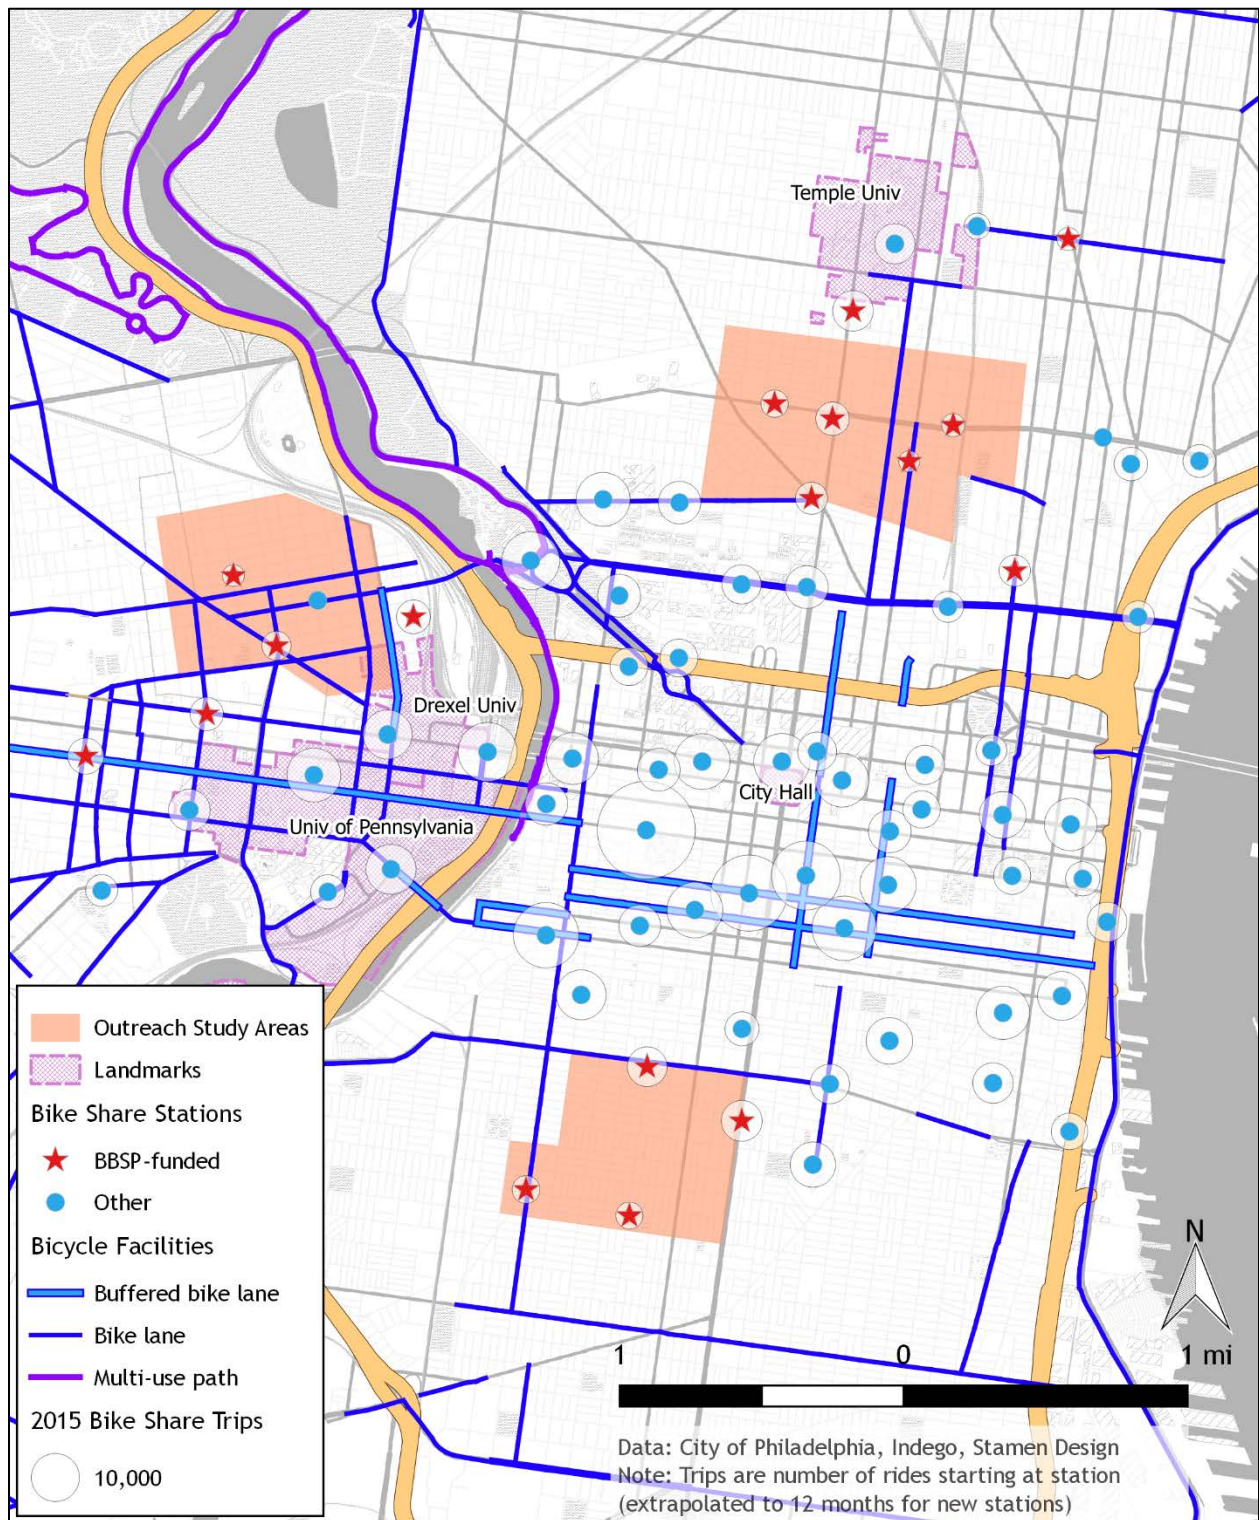 Temple Univ
Drexel Univ
City Hall
Univ of Pennsylvania
Outreach Study Areas
Landmarks
Bike Share Stations
BBSP-funded
Other
Bicycle Facilities
Buffered bike lane
Bike lane
Multi-use path
2015 Bike Share Trips
10,000
N
1 0 1 mi
Data: City of Philadelphia, Indego, Stamen Design
Note: Trips are number of rides starting at station
(extrapolated to 12 months for new stations)